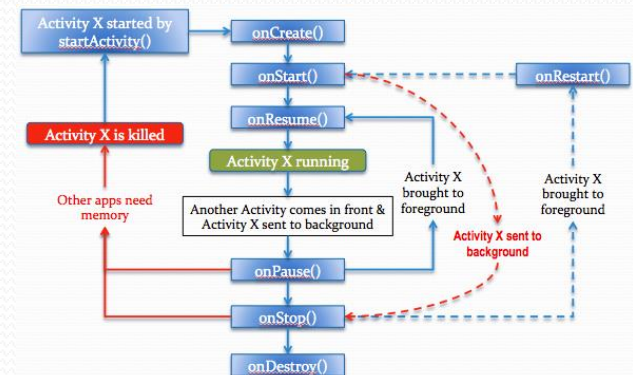 Activity X started by
startActivity()
onCreate()
onStart()
onRestart()
onResume()
Activity X is killed
Activity X running
Other apps need
memory
Another Activity comes in front &
Activity X sent to background
Activity X
brought to
foreground
Activity X
brought to
foreground
Activity X sent to
background
onPause()
onStop()
onDestroy()